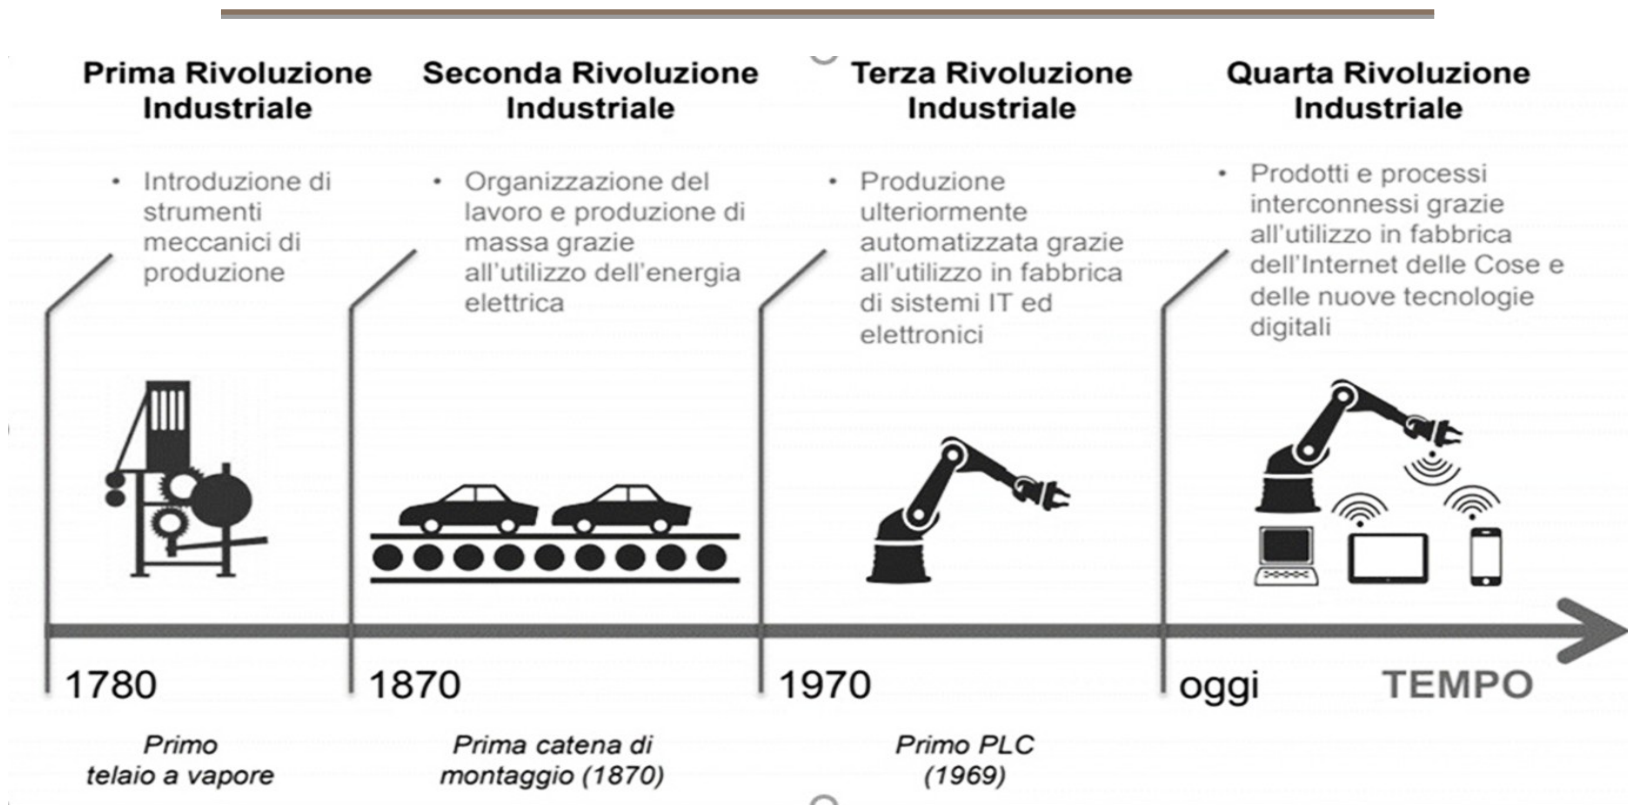 Prima Rivoluzione
Industriale
• Introduzione di
strumenti
meccanici di
produzione
1780
Primo
telaio a vapore
Seconda Rivoluzione
Industriale
• Organizzazione del
lavoro e produzione di
massa grazie
all'utilizzo dell'energia
elettrica
1870
Prima catena di
montaggio (1870)
Terza Rivoluzione
Industriale
• Produzione
ulteriormente
automatizzata grazie
all'utilizzo in fabbrica
di sistemi IT ed
elettronici
1970
Primo PLC
(1969)
Quarta Rivoluzione
Industriale
• Prodotti e processi
interconnessi grazie
all'utilizzo in fabbrica
dell'Internet delle Cose e
delle nuove tecnologie
digitali
oggi
TEMPO